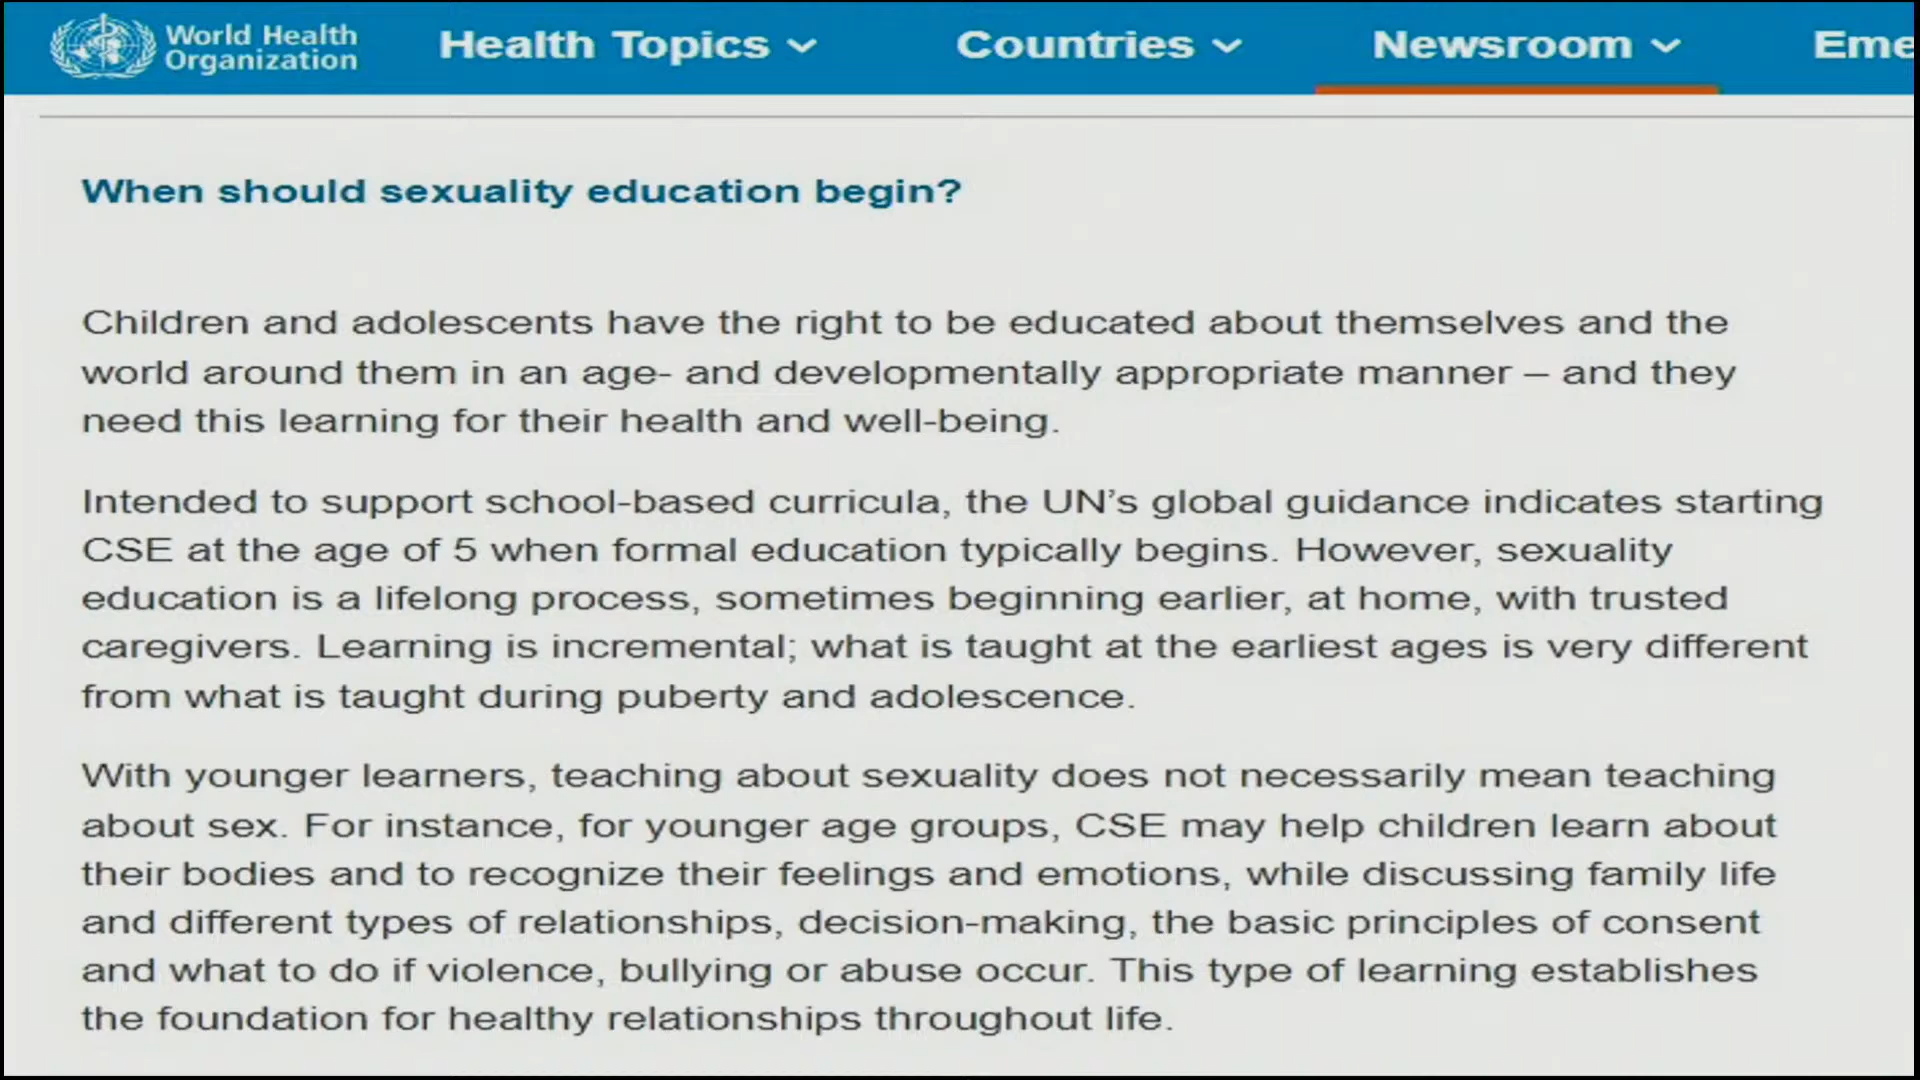 World Health
Organization
Health Topics
Countries
Newsroom
Eme
When should sexuality education begin?
Children and adolescents have the right to be educated about themselves and the
world around them in an age- and developmentally appropriate manner – and they
need this learning for their health and well-being.
Intended to support school-based curricula, the UN’s global guidance indicates starting
CSE at the age of 5 when formal education typically begins. However, sexuality
education is a lifelong process, sometimes beginning earlier, at home, with trusted
caregivers. Learning is incremental; what is taught at the earliest ages is very different
from what is taught during puberty and adolescence.
With younger learners, teaching about sexuality does not necessarily mean teaching
about sex. For instance, for younger age groups, CSE may help children learn about
their bodies and to recognize their feelings and emotions, while discussing family life
and different types of relationships, decision-making, the basic principles of consent
and what to do if violence, bullying or abuse occur. This type of learning establishes
the foundation for healthy relationships throughout life.